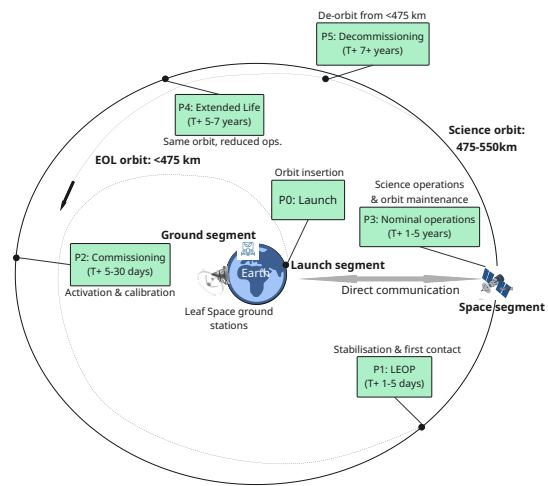 De-orbit from <475 km
P5: Decommissioning
(T+ 7+ years)
P4: Extended Life
(T+ 5-7 years)
Same orbit, reduced ops.
Science orbit:
475-550km
EOL orbit: <475 km
Orbit insertion
P0: Launch
Science operations
& orbit maintenance
P3: Nominal operations
(T+ 1-5 years)
Ground segment
P2: Commissioning
(T+ 5-30 days)
Activation & calibration
Earth
Launch segment
Direct communication
Space segment
Leaf Space ground
stations
Stabilisation & first contact
P1: LEOP
(T+ 1-5 days)